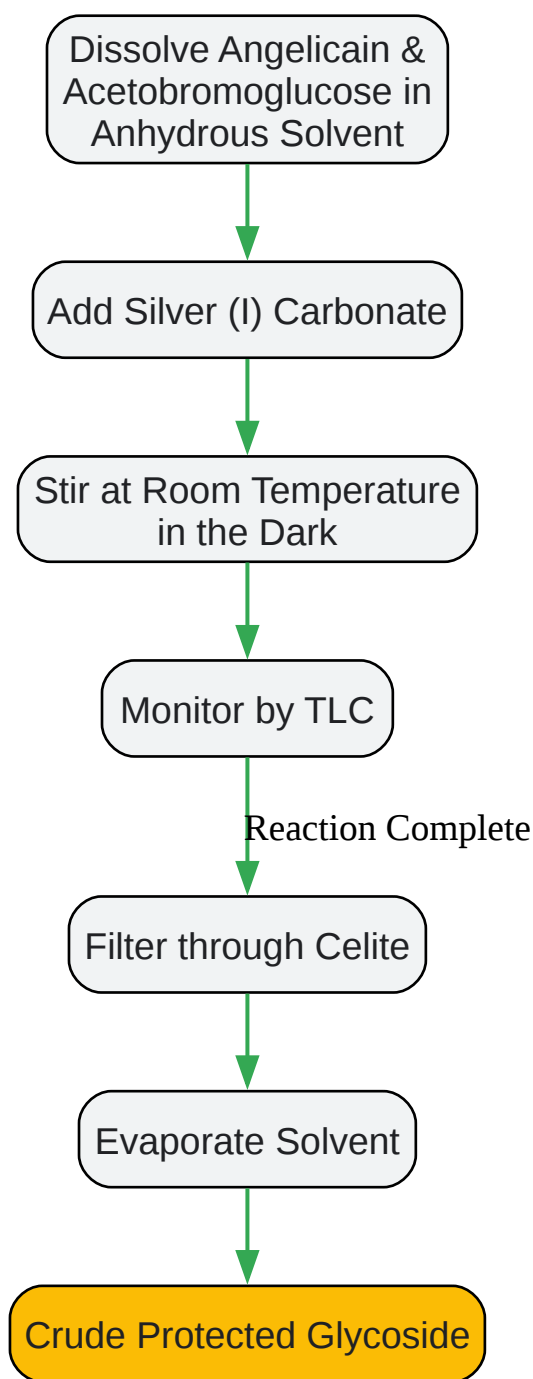 Dissolve Angelicain &
Acetobromoglucose in
Anhydrous Solvent
Add Silver (I) Carbonate
Stir at Room Temperature
in the Dark
Monitor by TLC
Reaction Complete
Filter through Celite
Evaporate Solvent
Crude Protected Glycoside